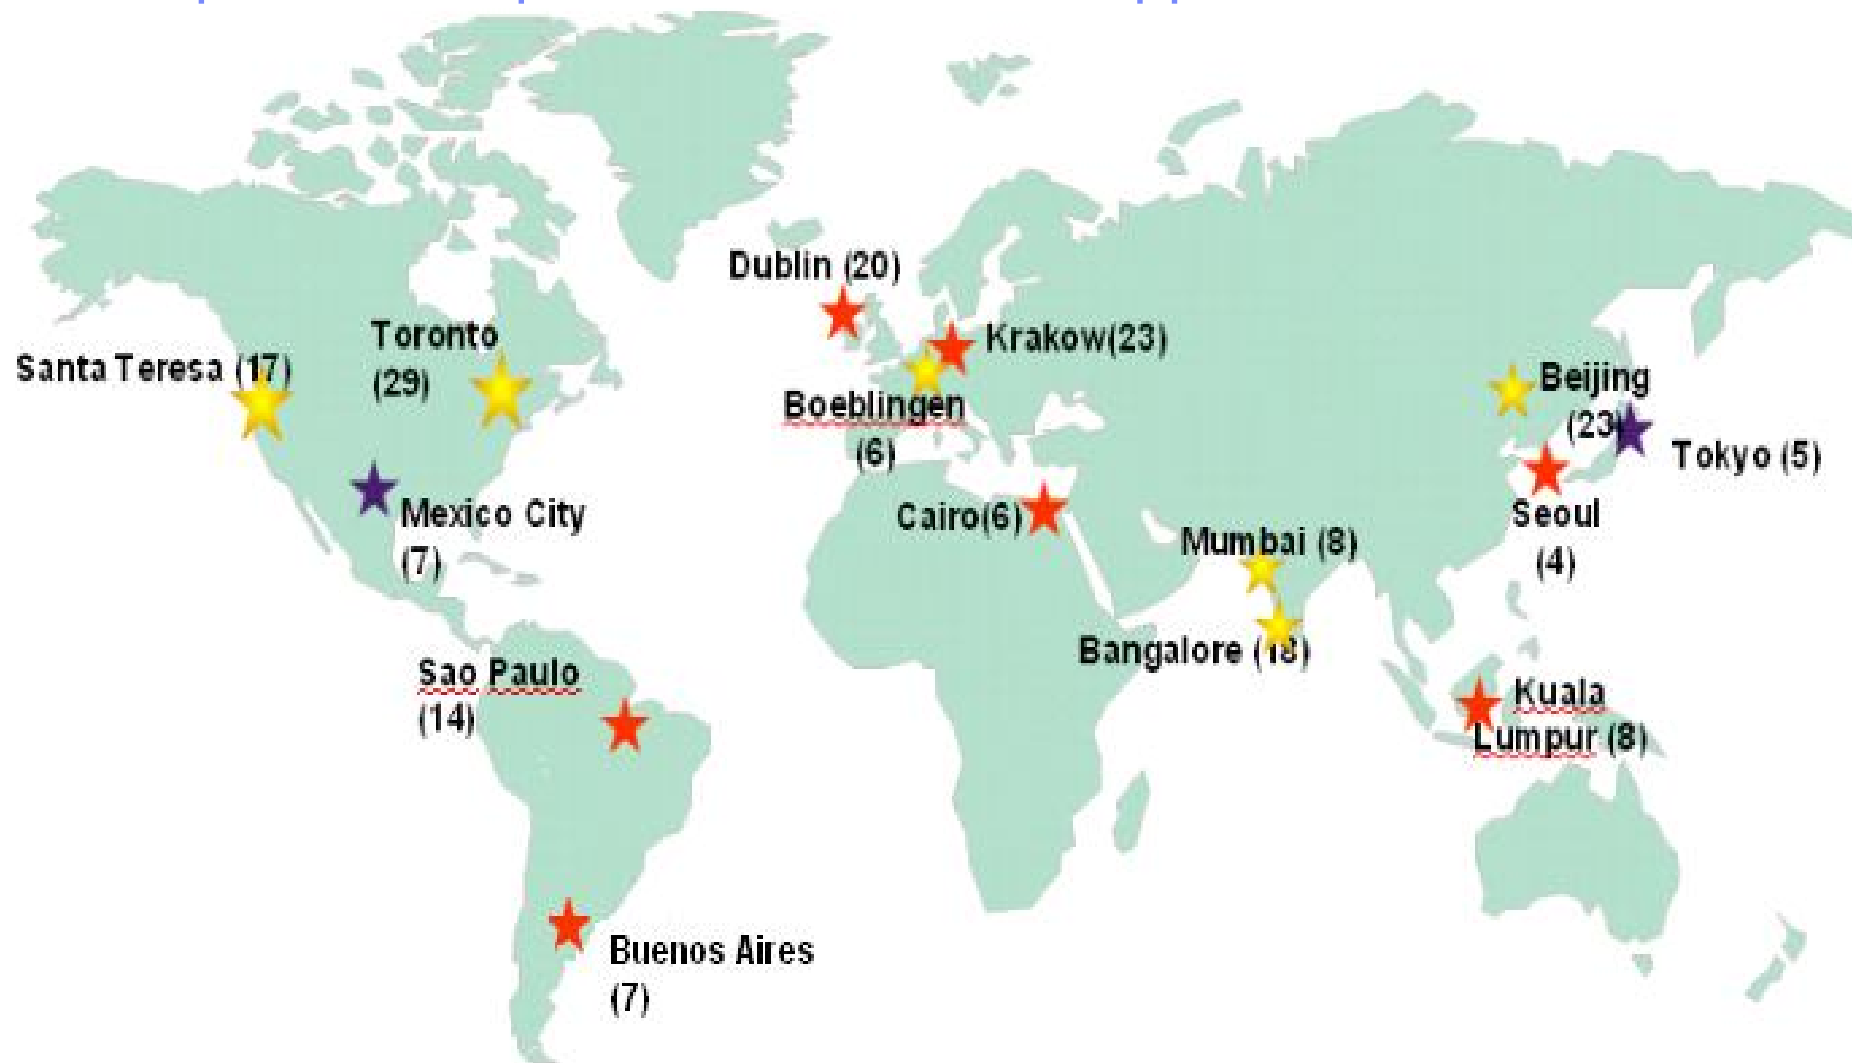 Dublin (20)
Toronto
(29)
Krakow(23)
Santa Teresa (17)
Beijing
(23)
Boeblingen
(6)
Tokyo (5)
Mexico City
(7)
Cairo(6)
Seoul
(4)
Mumbai (8)
Bangalore (18)
Sao Paulo
(14)
Kuala
Lumpur (8)
Buenos Aires
(7)